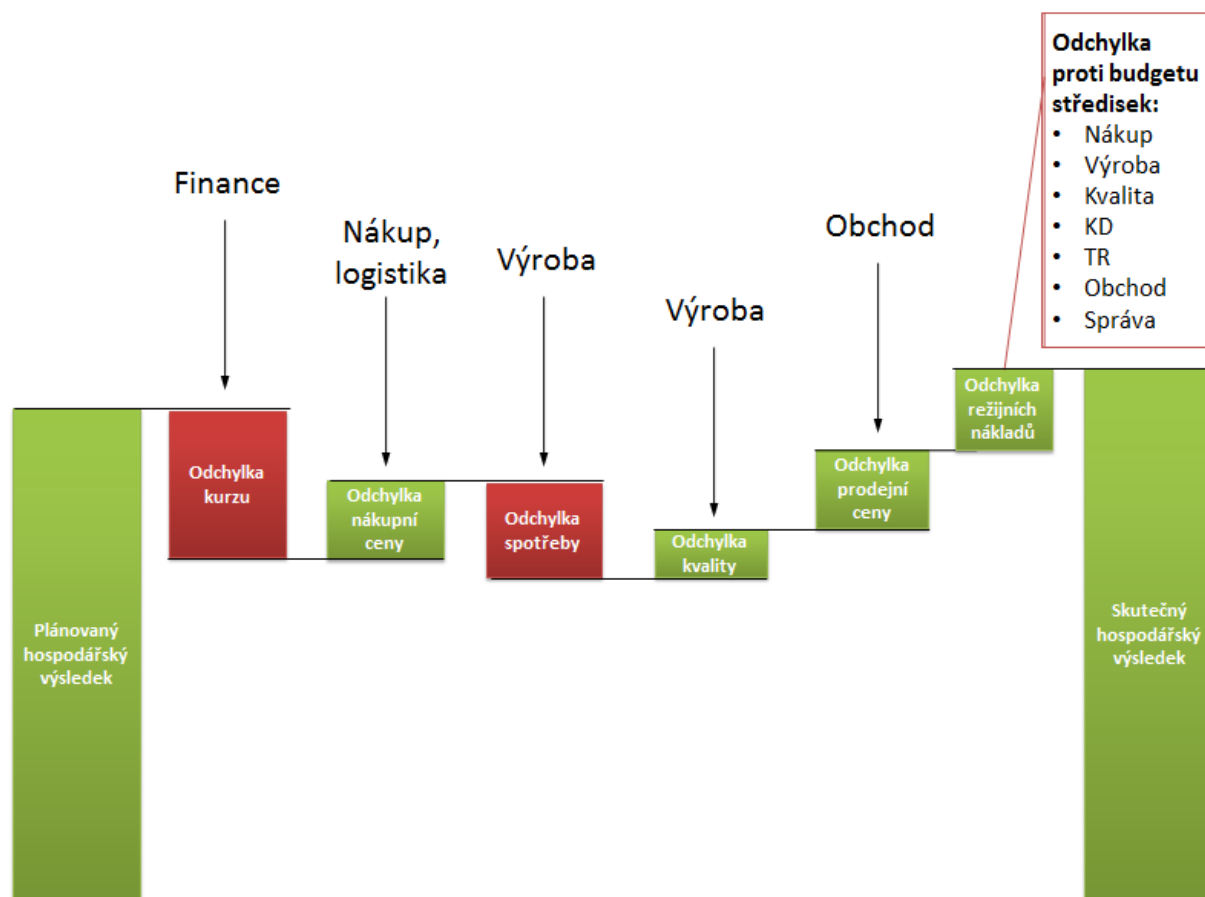 Odchylka
proti budgetu
středisek:
• Nákup
• Výroba
• Kvalita
• KD
• TR
• Obchod
• Správa
Finance
Nákup,
logistika
Výroba
Výroba
Obchod
Plánovaný
hospodářský
výsledek
Odchylka
kurzu
Odchylka
nákupní
ceny
Odchylka
spotřeby
Odchylka
kvality
Odchylka
prodejní
ceny
Odchylka
režijních
nákladů
Skutečný
hospodářský
výsledek